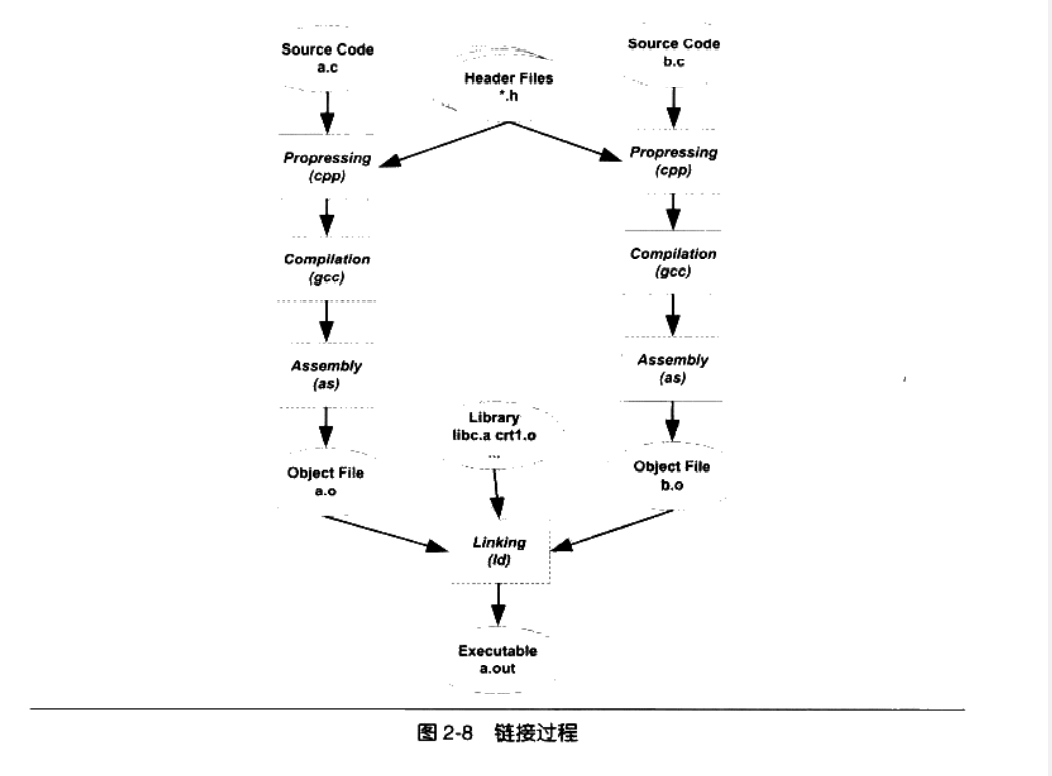 Source Code
a.c
Header Files
*.h
Source Code
b.c
Propressing
(cpp)
Propressing
(cpp)
Compilation
(gcc)
Compilation
(gcc)
Assembly
(as)
Assembly
(as)
Library
libc.a crt1.o
...
Object File
a.o
Object File
b.o
Linking
(ld)
Executable
a.out
图 2-8 链接过程